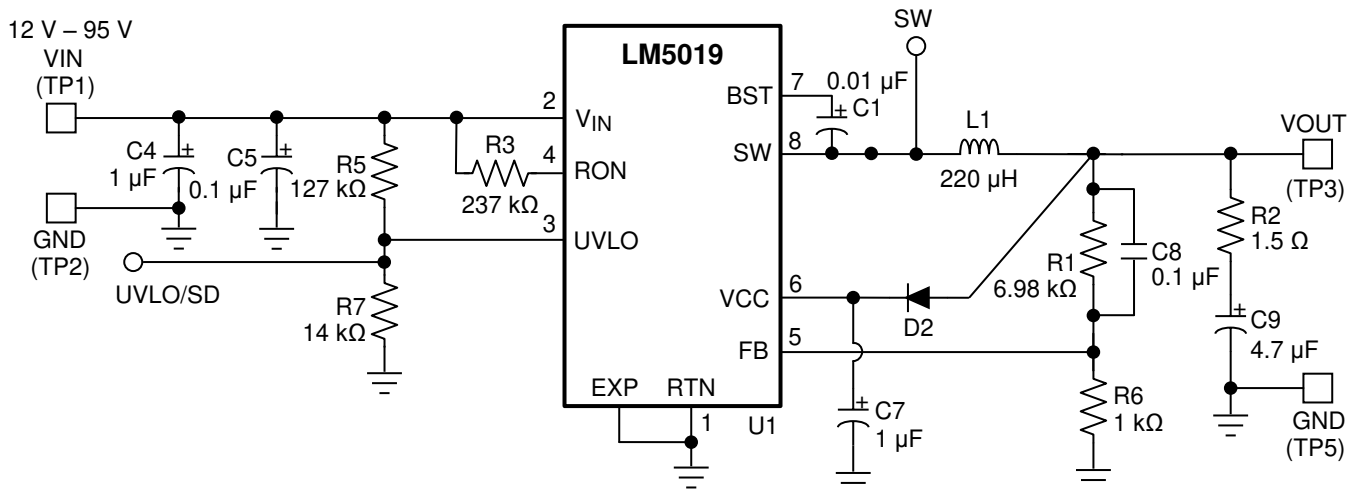 12 V – 95 V
VIN
(TP1)
GND
(TP2)
UVLO/SD
C4
1 µF
C5
0.1 µF
R5
127 kΩ
R7
14 kΩ
R3
237 kΩ
2
4
3
LM5019
VIN
RON
UVLO
BST
SW
VCC
FB
EXP
RTN
1
U1
7
8
6
5
0.01 µF
C1
SW
L1
220 µH
D2
C7
1 µF
R1
6.98 kΩ
C8
0.1 µF
R6
1 kΩ
VOUT
(TP3)
R2
1.5 Ω
C9
4.7 µF
GND
(TP5)